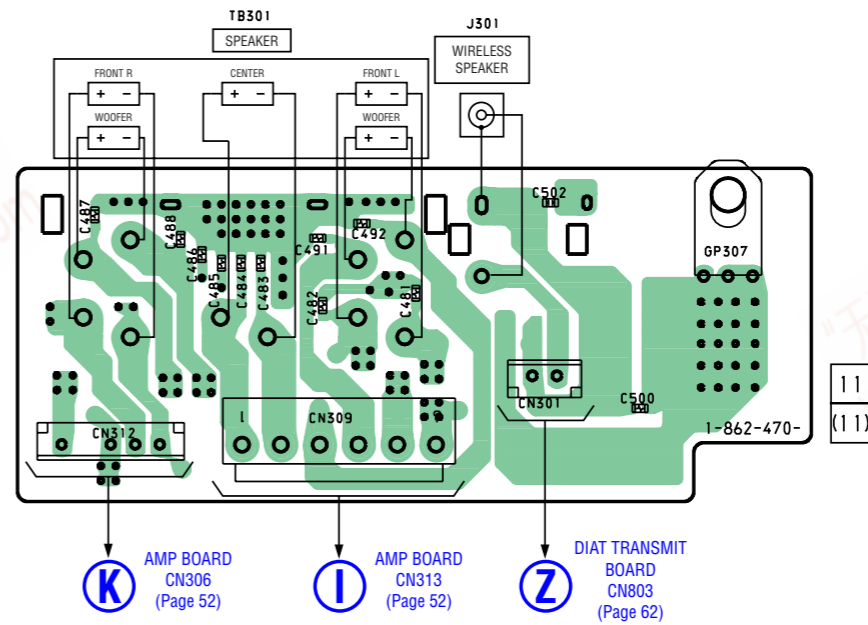 TB301
SPEAKER
J301
WIRELESS
SPEAKER
FRONT R
CENTER
FRONT L
+ -
+ -
+ -
WOOFER
WOOFER
+ -
+ -
C487
C488
C486
C485
C484
C483
C491
C492
C482
C481
C502
GP307
CN312
1
CN309
CN301
C500
1-862-470-
11
(11)
K
AMP BOARD
CN306
(Page 52)
I
AMP BOARD
CN313
(Page 52)
Z
DIAT TRANSMIT
BOARD
CN803
(Page 62)